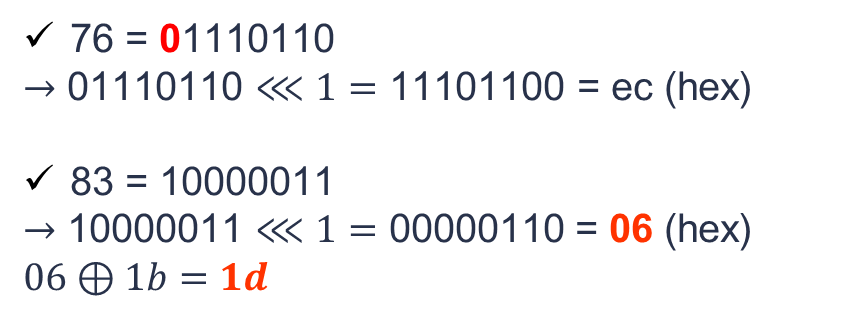 ✓ 76 = 01110110
→ 01110110 ⋘ 1 = 11101100 = ec (hex)
✓ 83 = 10000011
→ 10000011 ⋘ 1 = 00000110 = 06 (hex)
06 ⊕ 1b = 1d